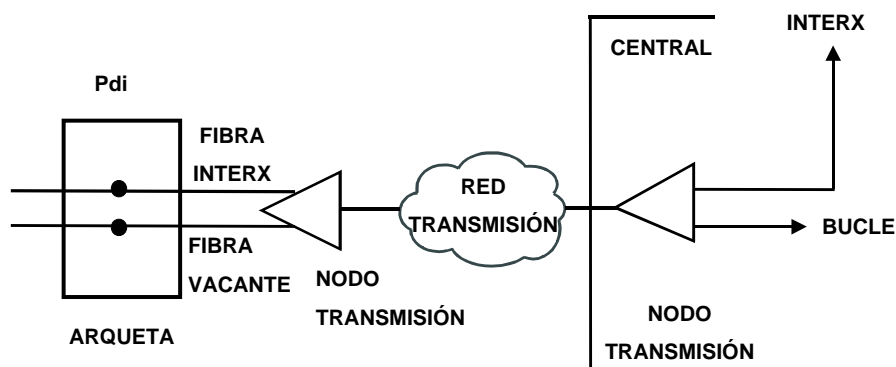 INTERX
CENTRAL
Pdi
FIBRA
INTERX
RED
TRANSMISIÓN
BUCLE
FIBRA
VACANTE
NODO
TRANSMISIÓN
ARQUETA
NODO
TRANSMISIÓN